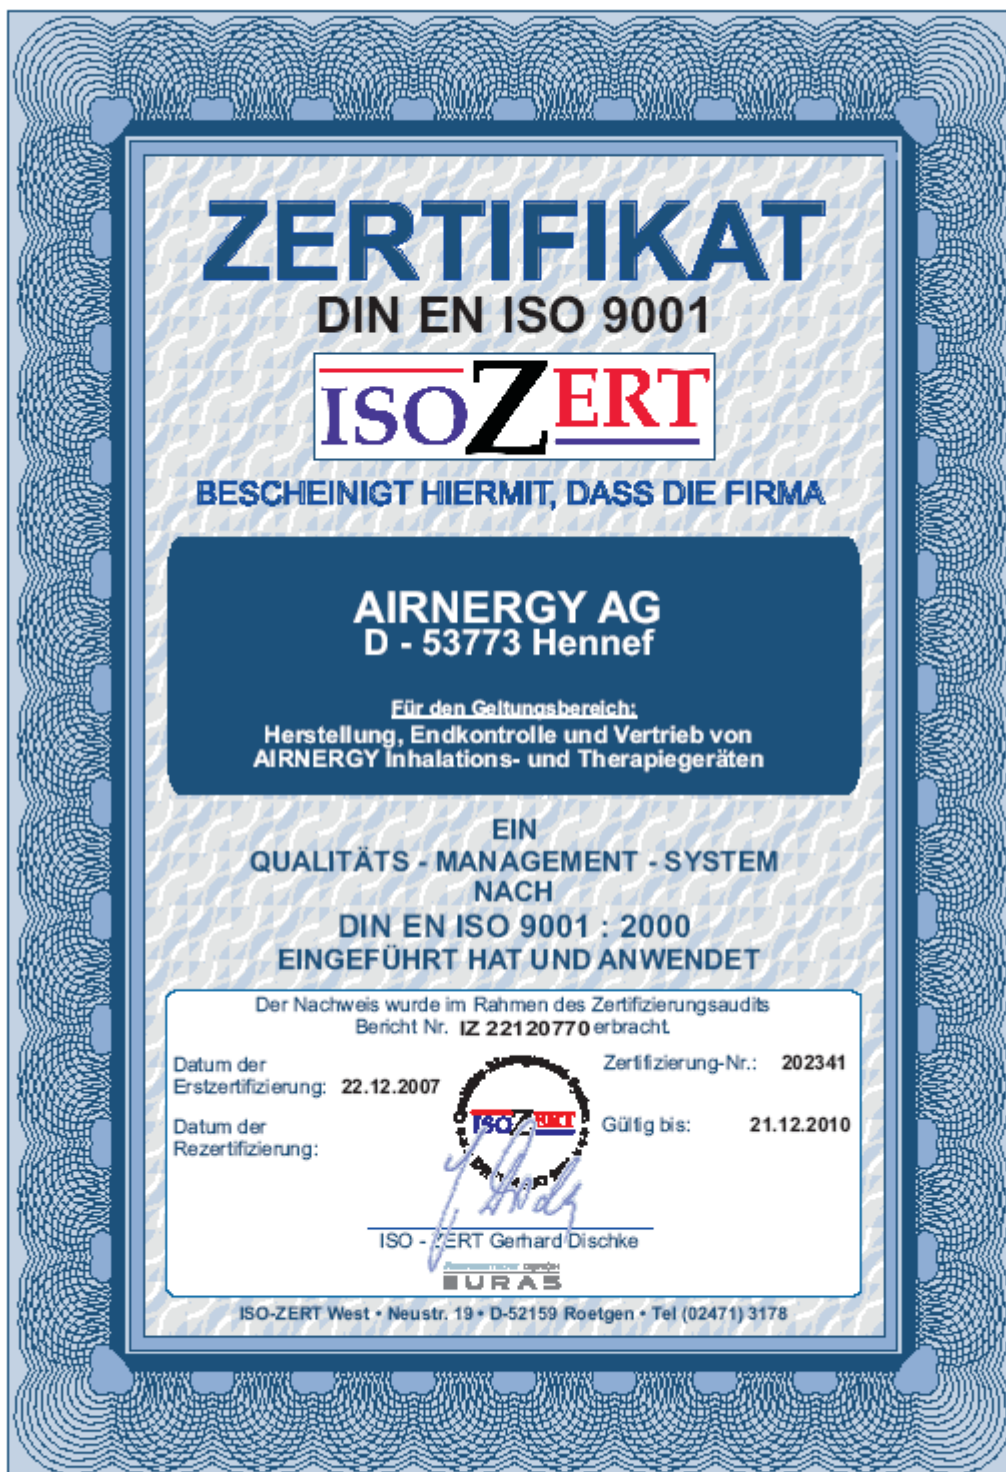 ZERTIFIKAT
DIN EN ISO 9001
ISOZERT
BESCHEINIGT HIERMIT, DASS DIE FIRMA
AIRNERGY AG
D - 53773 Hennef
Für den Geltungsbereich:
Herstellung, Endkontrolle und Vertrieb von
AIRNERGY Inhalations- und Therapiegeräten
EIN
QUALITÄTS - MANAGEMENT - SYSTEM
NACH
DIN EN ISO 9001 : 2000
EINGEFÜHRT HAT UND ANWENDET
Der Nachweis wurde im Rahmen des Zertifizierungsaudits
Bericht Nr. IZ 22120770 erbracht.
Datum der
Erstzertifizierung: 22.12.2007
Zertifizierung-Nr.: 202341
Datum der
Rezertifizierung:
Gültig bis: 21.12.2010
ISOZERT
ISO - ZERT Gerhard Dischke
EURAS
ISO-ZERT West • Neustr. 19 • D-52159 Roetgen • Tel (02471) 3178